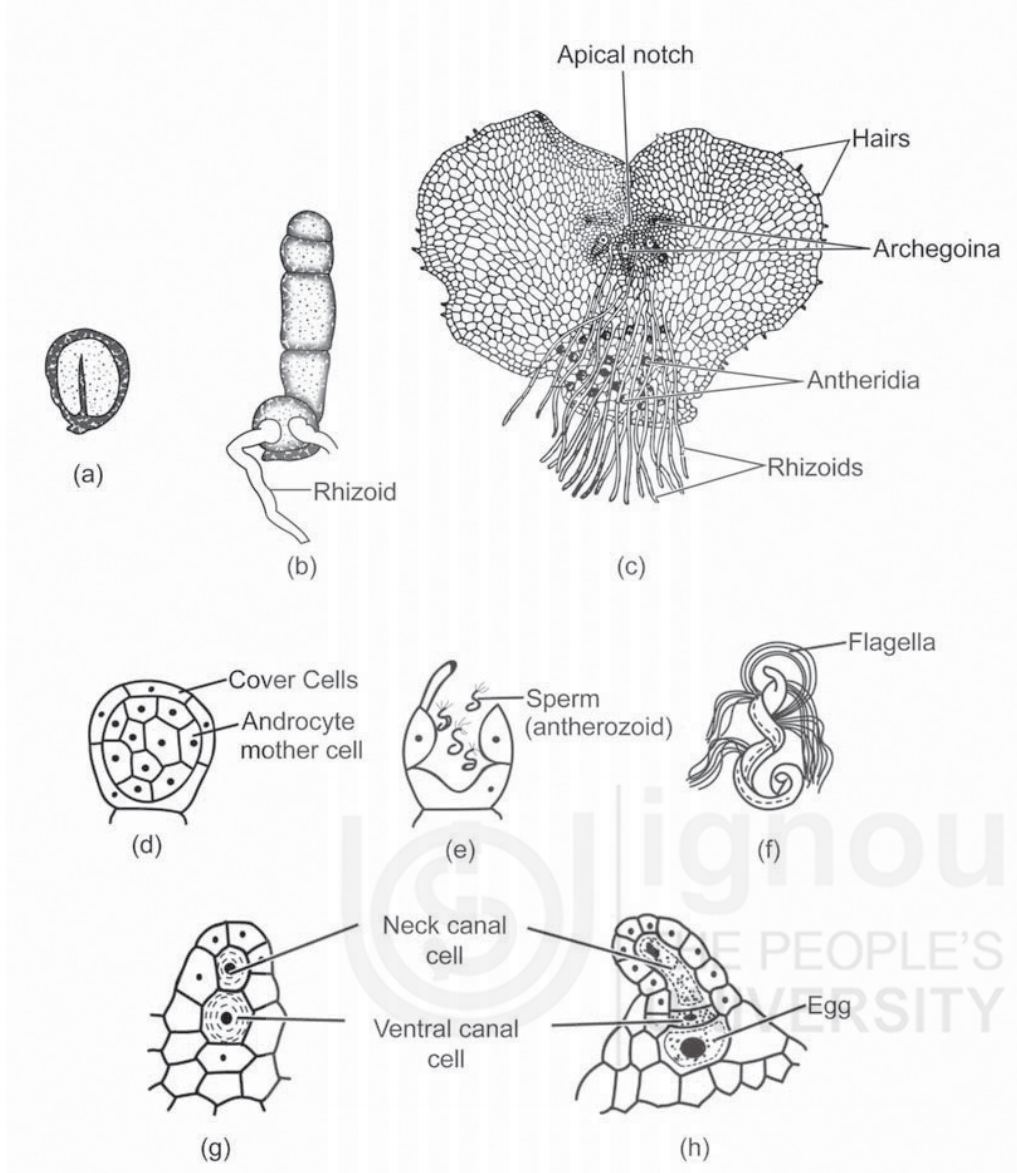 Apical notch
Hairs
Archegoina
Antheridia
Rhizoids
Rhizoid
(a)
(b)
(c)
Cover Cells
Androcyte
mother cell
Sperm
(antherozoid)
Flagella
(d)
(e)
(f)
Neck canal
cell
Ventral canal
cell
Egg
(g)
(h)
ignou
THE PEOPLE'S
UNIVERSITY